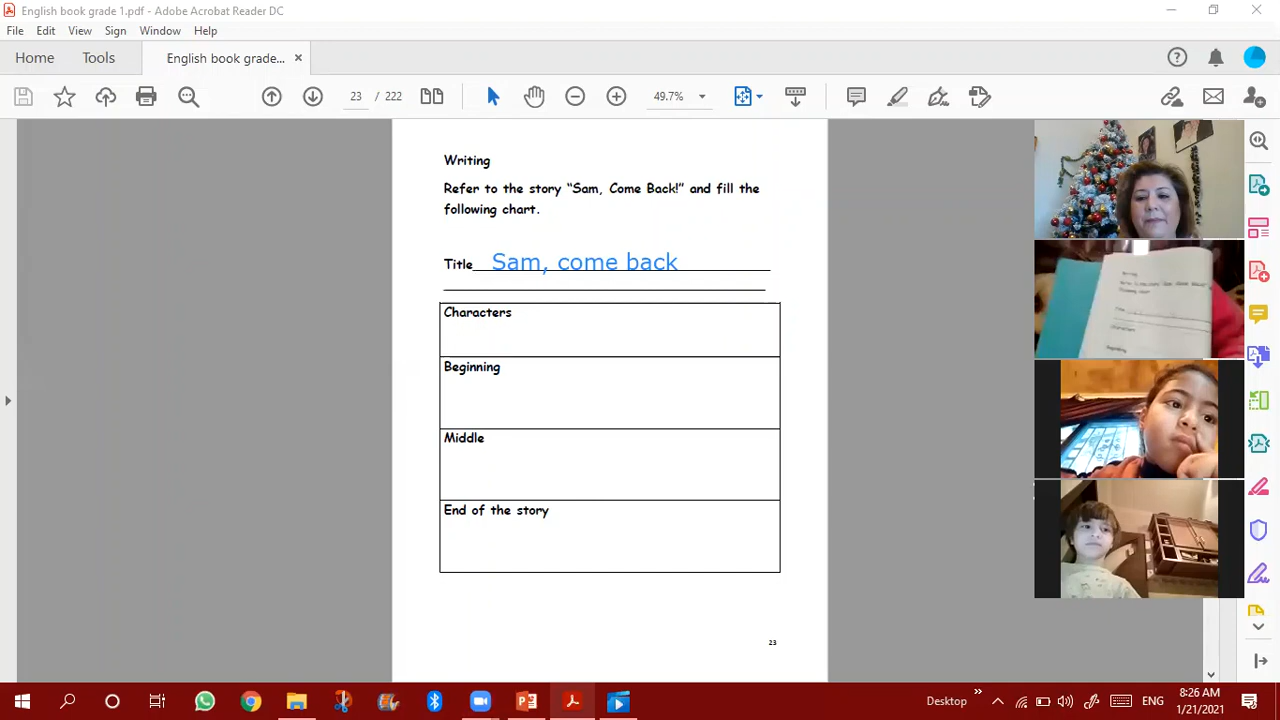 English book grade 1.pdf - Adobe Acrobat Reader DC
File Edit View Sign Window Help
Home Tools English book grade... ×
23 / 222 49.7%
Writing
Refer to the story “Sam, Come Back!” and fill the
following chart.
Title Sam, come back
Characters
Beginning
Middle
End of the story
23
Writing
Characters
Desktop » ENG 8:26 AM
1/21/2021